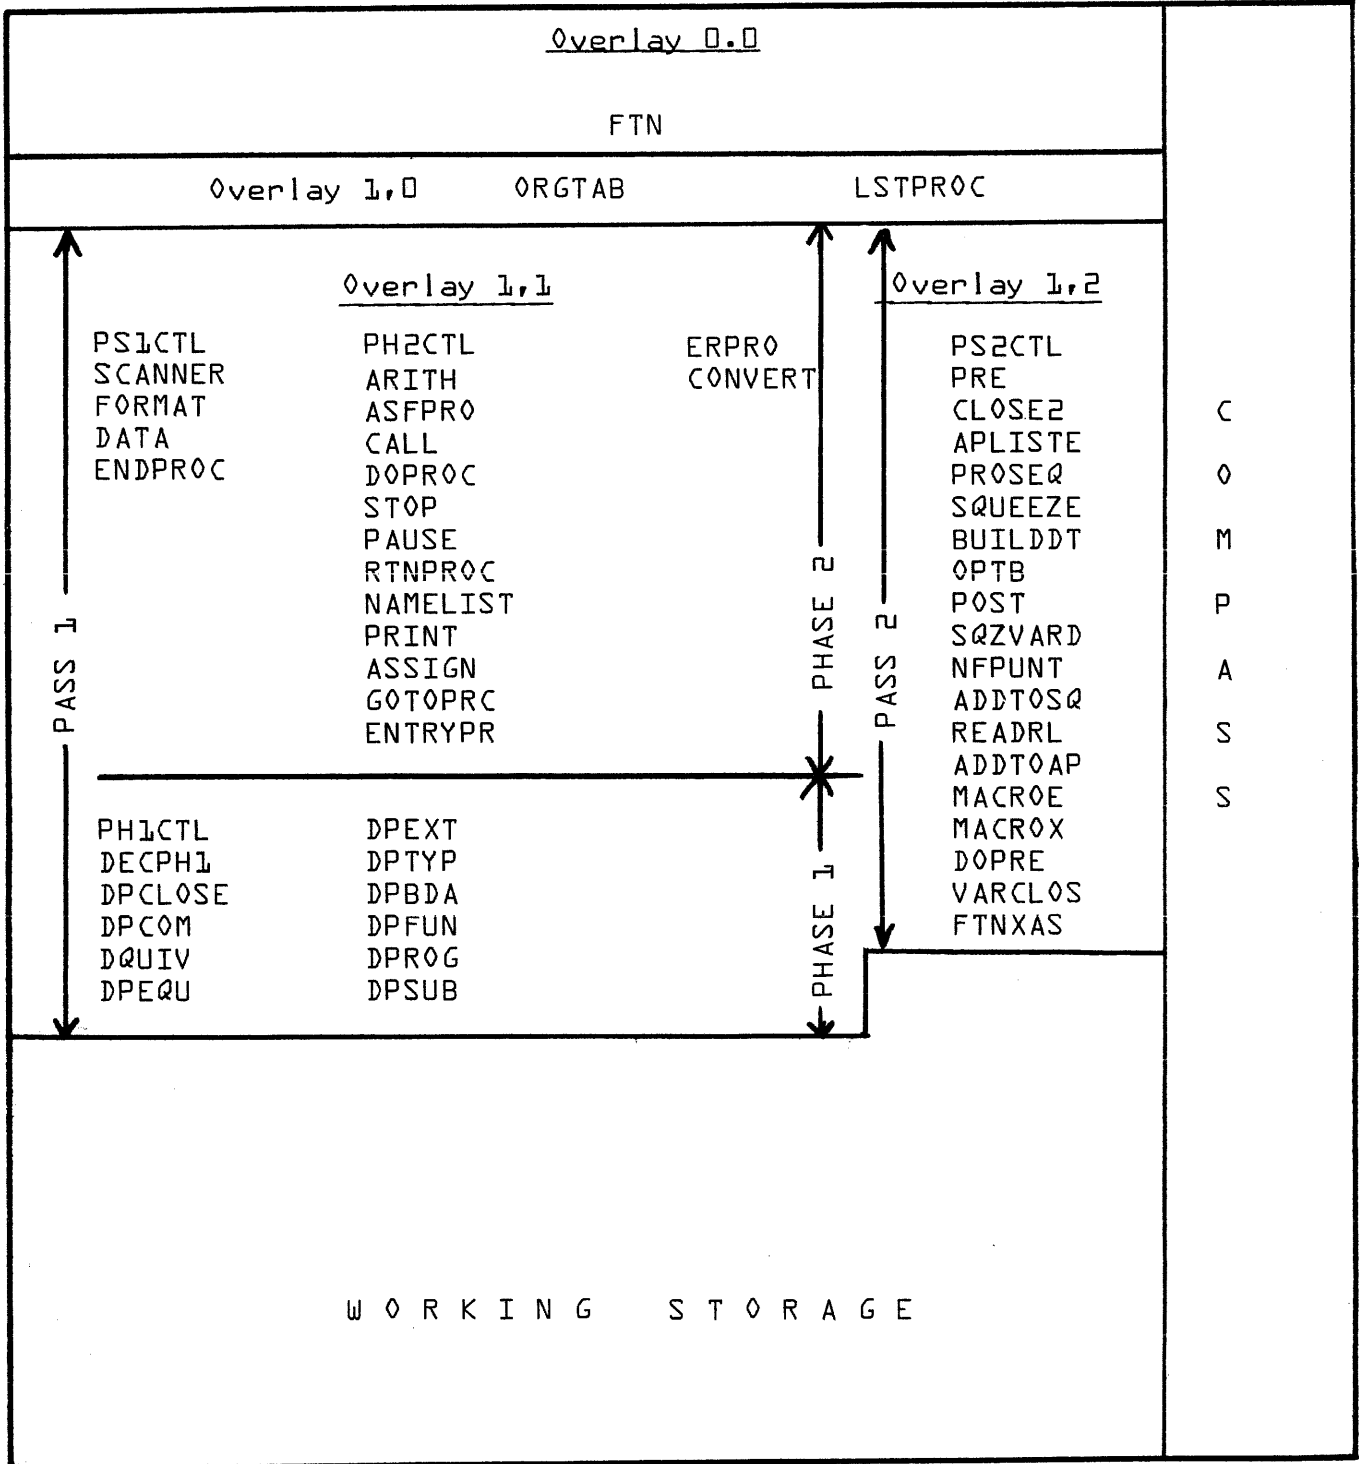 Overlay 0.0
FTN
Overlay 1,0 ORGTAB LSTPROC
Overlay 1,1
PS1CTL
SCANNER
FORMAT
DATA
ENDPROC
PH2CTL
ARITH
ASFPRO
CALL
DOPROC
STOP
PAUSE
RTNPROC
NAMELIST
PRINT
ASSIGN
GOTOPRC
ENTRYPR
ERPRO
CONVERT
PASS 1
PHASE 2
PH1CTL
DECPH1
DPCLOSE
DPCOM
DQUIV
DPEQU
DPEXT
DPTYP
DPBDA
DPFUN
DPROG
DPSUB
PHASE 1
PASS 2
Overlay 1,2
PS2CTL
PRE
CLOSE2
APLISTE
PROSEQ
SQUEEZE
BUILDDT
OPTB
POST
SQZVARD
NFPUNT
ADDTOSQ
READRL
ADDTOAP
MACROE
MACROX
DOPRE
VARCLOS
FTNXAS
COMPASS
WORKING STORAGE